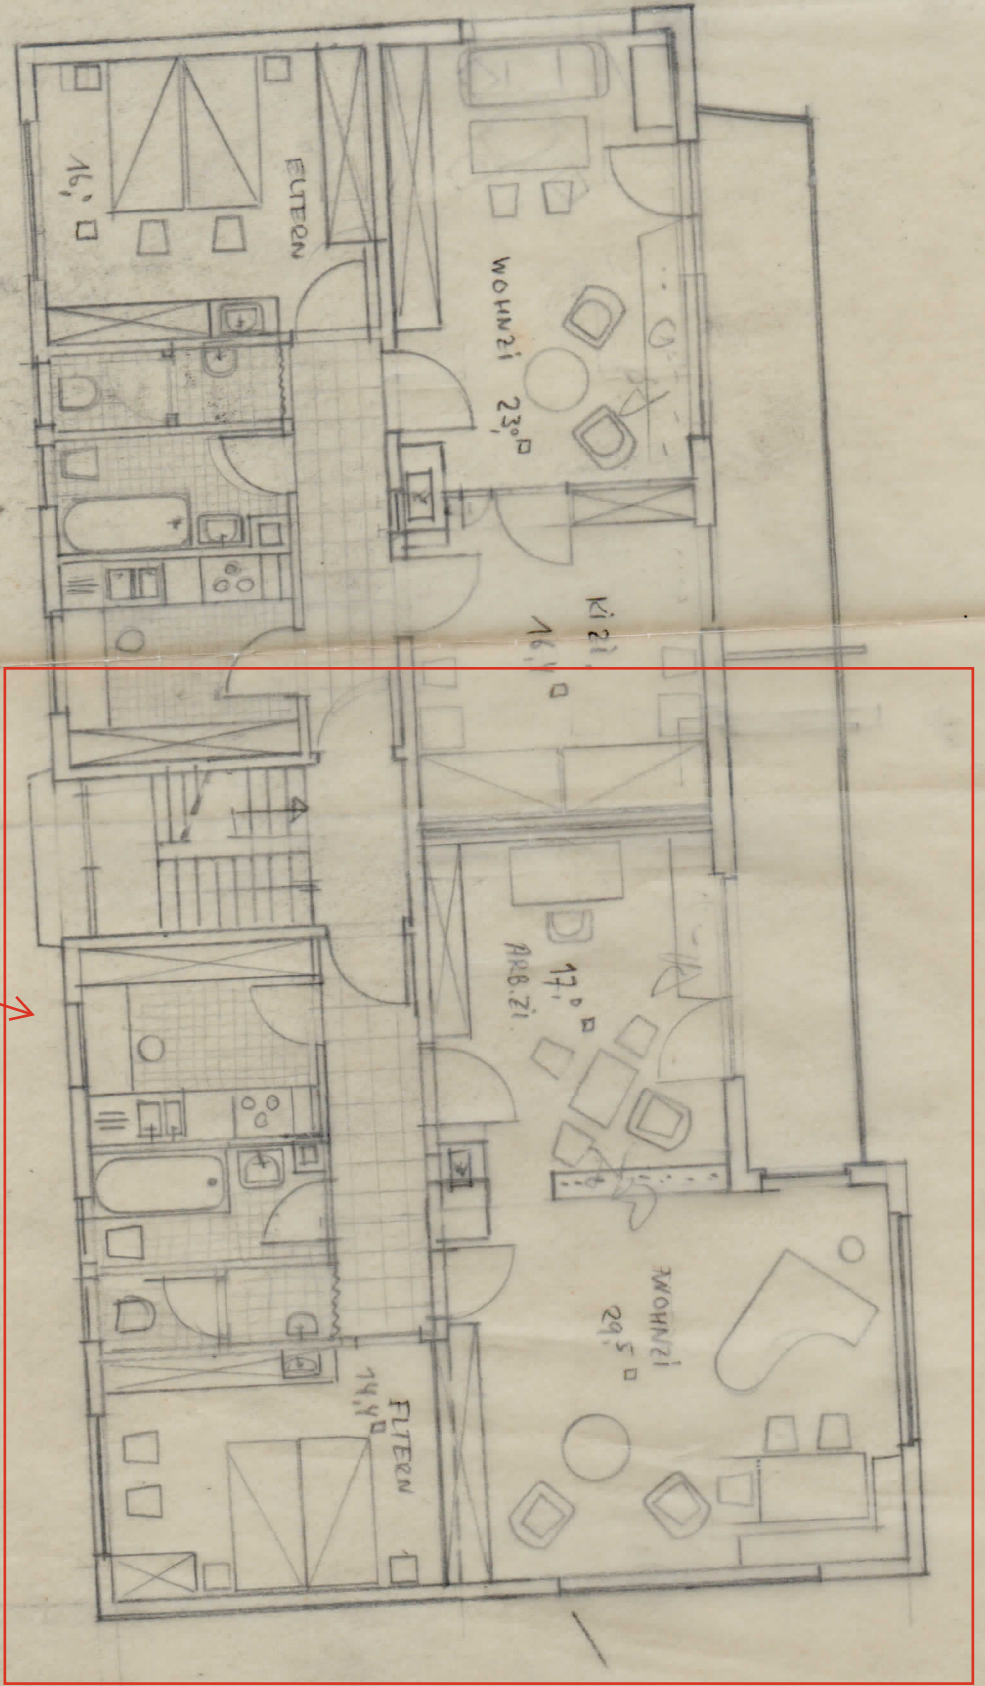 ELTERN
16,⁰ □
WOHNZi 23,⁰ □
Ki Zi.
16,4 □
17,⁰ □
ARB.Zi.
WOHNZi
29,5 □
ELTERN
14,4 □